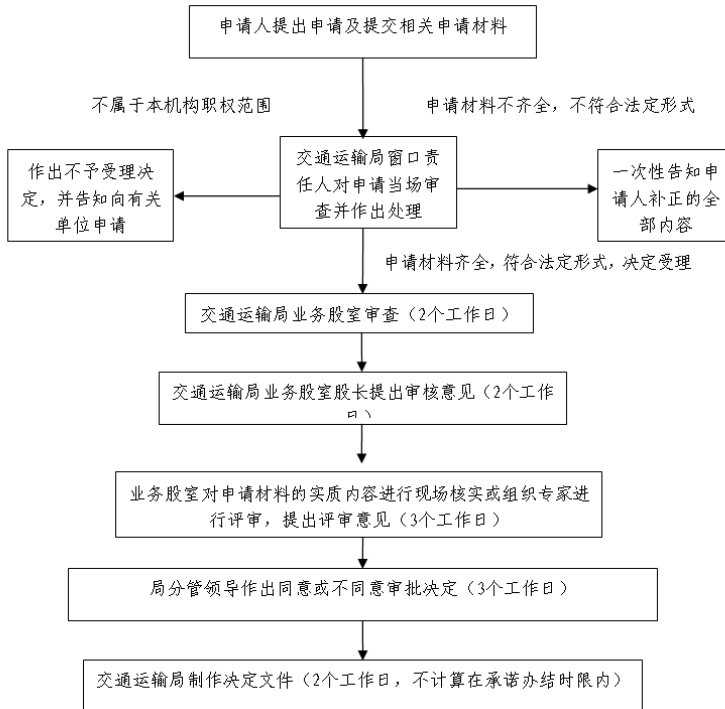 申请人提出申请及提交相关申请材料
不属于本机构职权范围
申请材料不齐全，不符合法定形式
作出不予受理决
定，并告知向有关
单位申请
交通运输局窗口责
任人对申请当场审
查并作出处理
一次性告知申
请人补正的全
部内容
申请材料齐全，符合法定形式，决定受理
交通运输局业务股室审查（2个工作日）
交通运输局业务股室股长提出审核意见（2个工作
日）
业务股室对申请材料的实质内容进行现场核实或组织专家进
行评审，提出评审意见（3个工作日）
局分管领导作出同意或不同意审批决定（3个工作日）
交通运输局制作决定文件（2个工作日，不计算在承诺办结时限内）